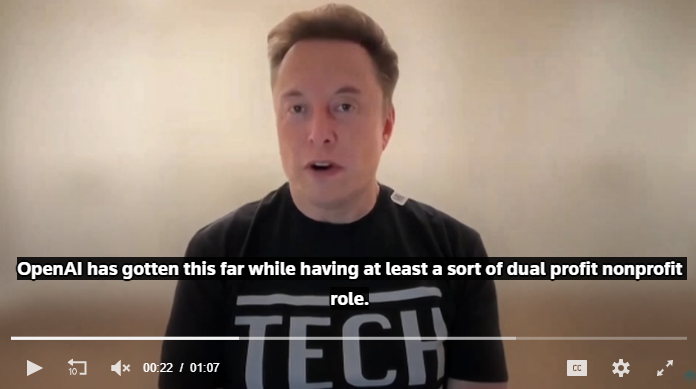 OpenAI has gotten this far while having at least a sort of dual profit nonprofit
role.
TECH
10
00:22 / 01:07
CC